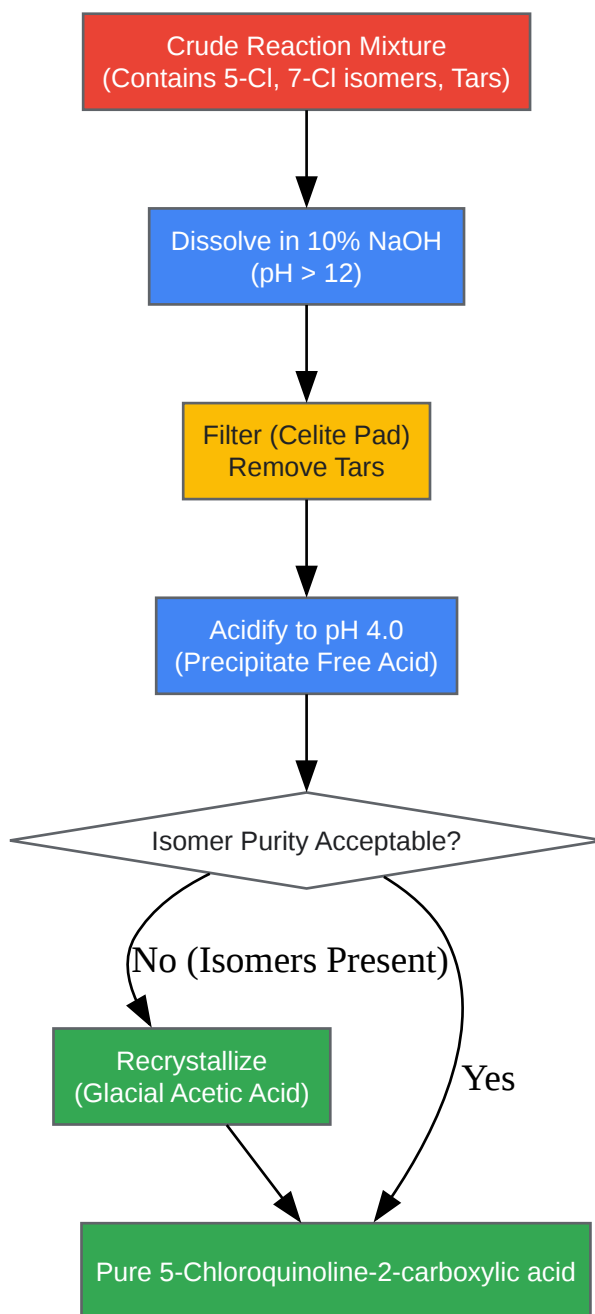 Crude Reaction Mixture
(Contains 5-Cl, 7-Cl isomers, Tars)
Dissolve in 10% NaOH
(pH > 12)
Filter (Celite Pad)
Remove Tars
Acidify to pH 4.0
(Precipitate Free Acid)
Isomer Purity Acceptable?
No (Isomers Present)
Recrystallize
(Glacial Acetic Acid)
Yes
Pure 5-Chloroquinoline-2-carboxylic acid